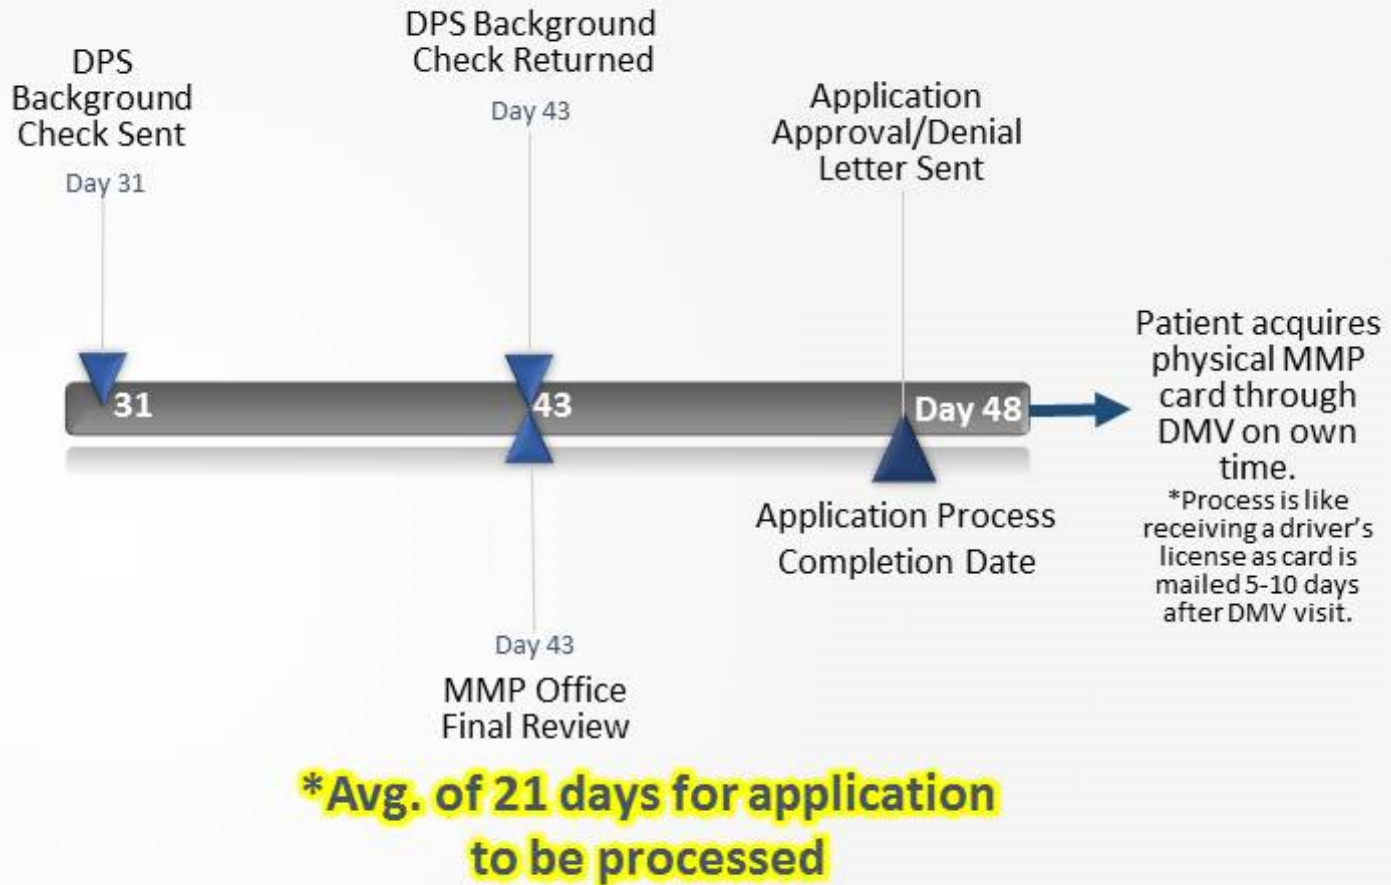 DPS
Background
Check Sent
Day 31
DPS Background
Check Returned
Day 43
Application
Approval/Denial
Letter Sent
31
43
Day 48
Patient acquires
physical MMP
card through
DMV on own
time.
*Process is like
receiving a driver's
license as card is
mailed 5-10 days
after DMV visit.
Application Process
Completion Date
Day 43
MMP Office
Final Review
*Avg. of 21 days for application
to be processed